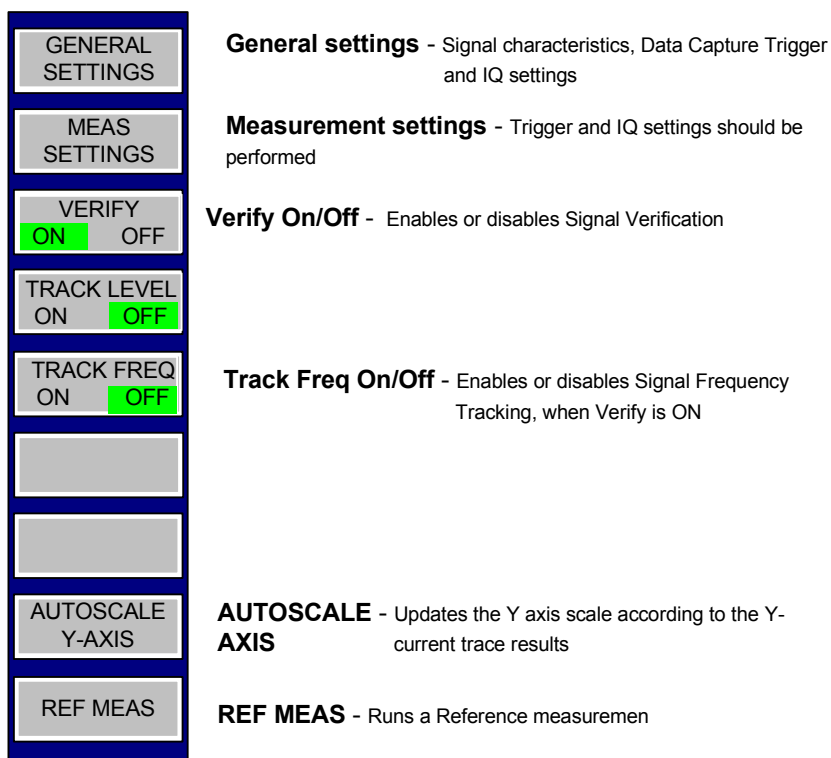 GENERAL
SETTINGS
General settings - Signal characteristics, Data Capture Trigger
and IQ settings
MEAS
SETTINGS
Measurement settings - Trigger and IQ settings should be
performed
VERIFY
ON OFF
Verify On/Off - Enables or disables Signal Verification
TRACK LEVEL
ON OFF
TRACK FREQ
ON OFF
Track Freq On/Off - Enables or disables Signal Frequency
Tracking, when Verify is ON
AUTOSCALE
Y-AXIS
AUTOSCALE - Updates the Y axis scale according to the Y-
AXIS current trace results
REF MEAS
REF MEAS - Runs a Reference measuremen